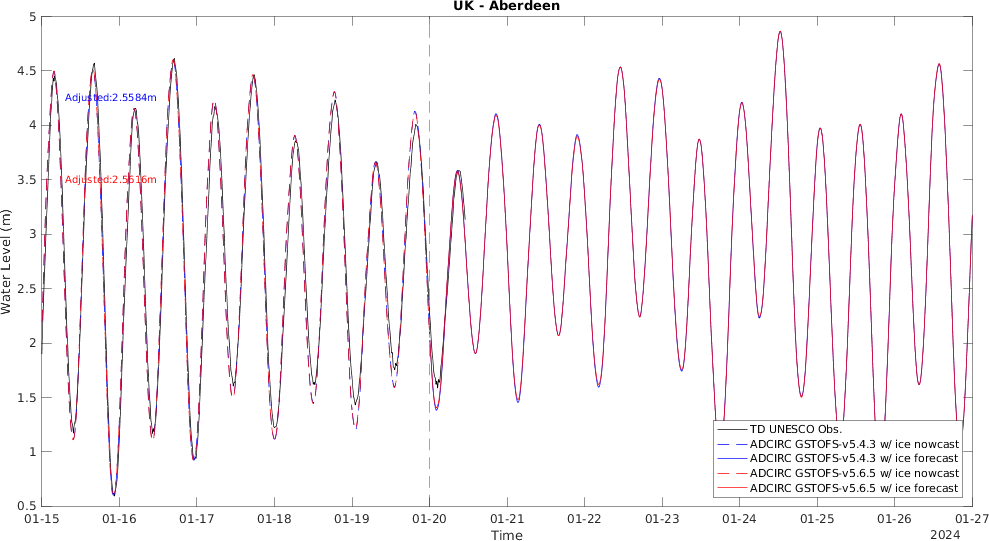 UK - Aberdeen
Water Level (m)
5
4.5
4
3.5
3
2.5
2
1.5
1
0.5
Adjusted:2.5584m
Adjusted:2.5516m
TD UNESCO Obs.
ADCIRC GSTOFS-v5.4.3 w/ ice nowcast
ADCIRC GSTOFS-v5.4.3 w/ ice forecast
ADCIRC GSTOFS-v5.6.5 w/ ice nowcast
ADCIRC GSTOFS-v5.6.5 w/ ice forecast
01-15 01-16 01-17 01-18 01-19 01-20 01-21 01-22 01-23 01-24 01-25 01-26 01-27
Time
2024